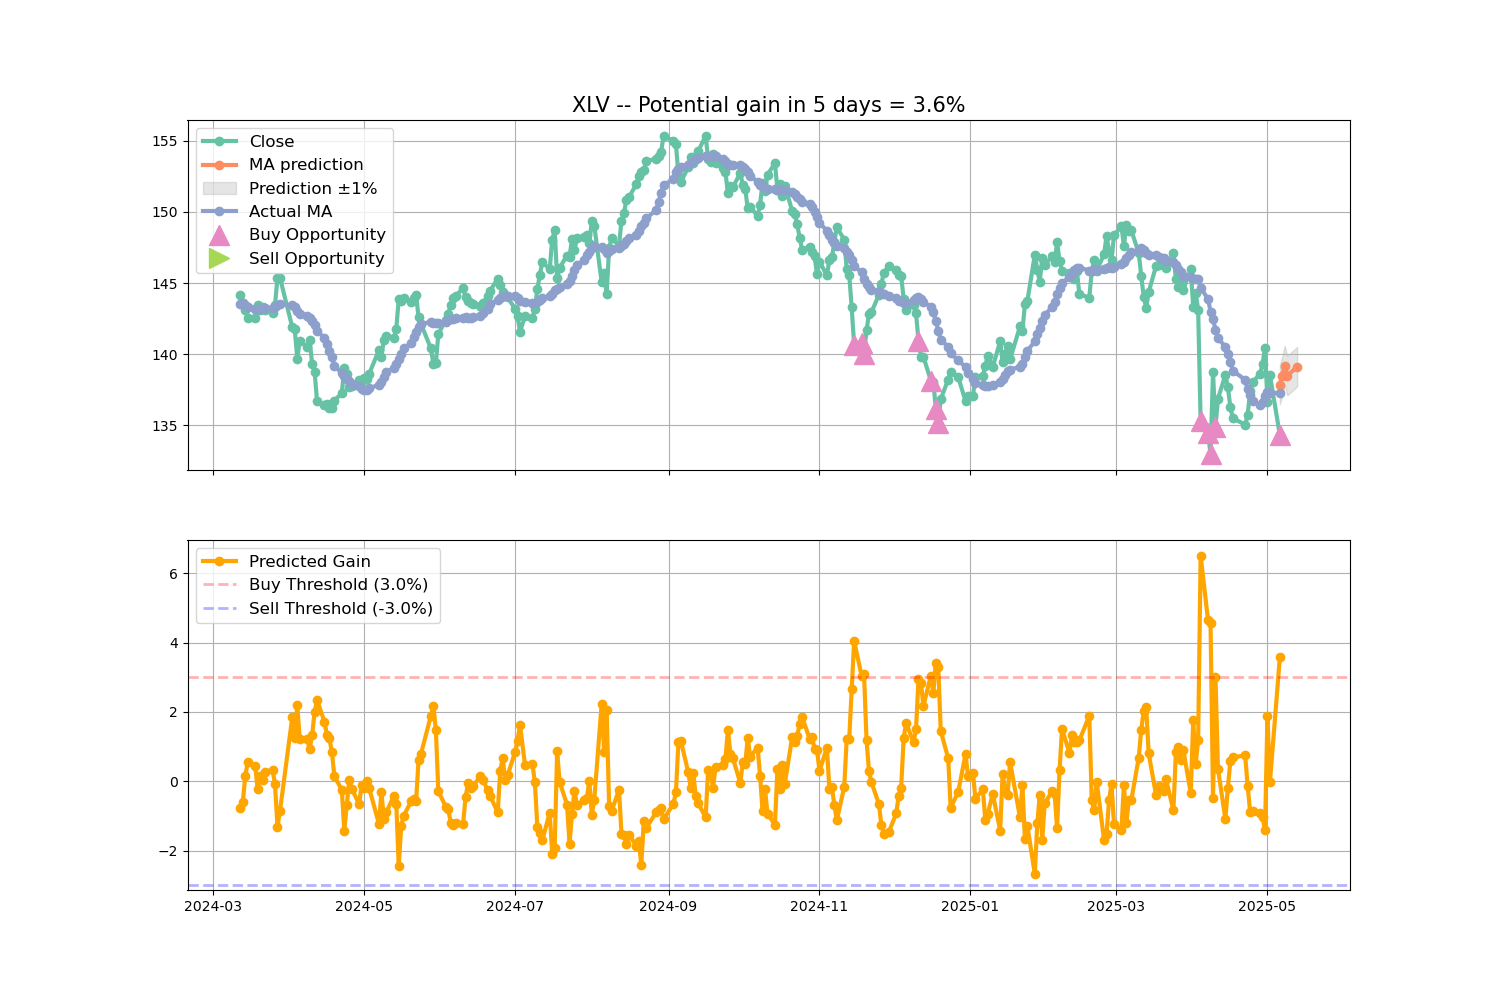 XLV -- Potential gain in 5 days = 3.6%
155
150
145
140
135
Close
MA prediction
Prediction ±1%
Actual MA
Buy Opportunity
Sell Opportunity
6
4
2
0
−2
Predicted Gain
Buy Threshold (3.0%)
Sell Threshold (-3.0%)
2024-03
2024-05
2024-07
2024-09
2024-11
2025-01
2025-03
2025-05